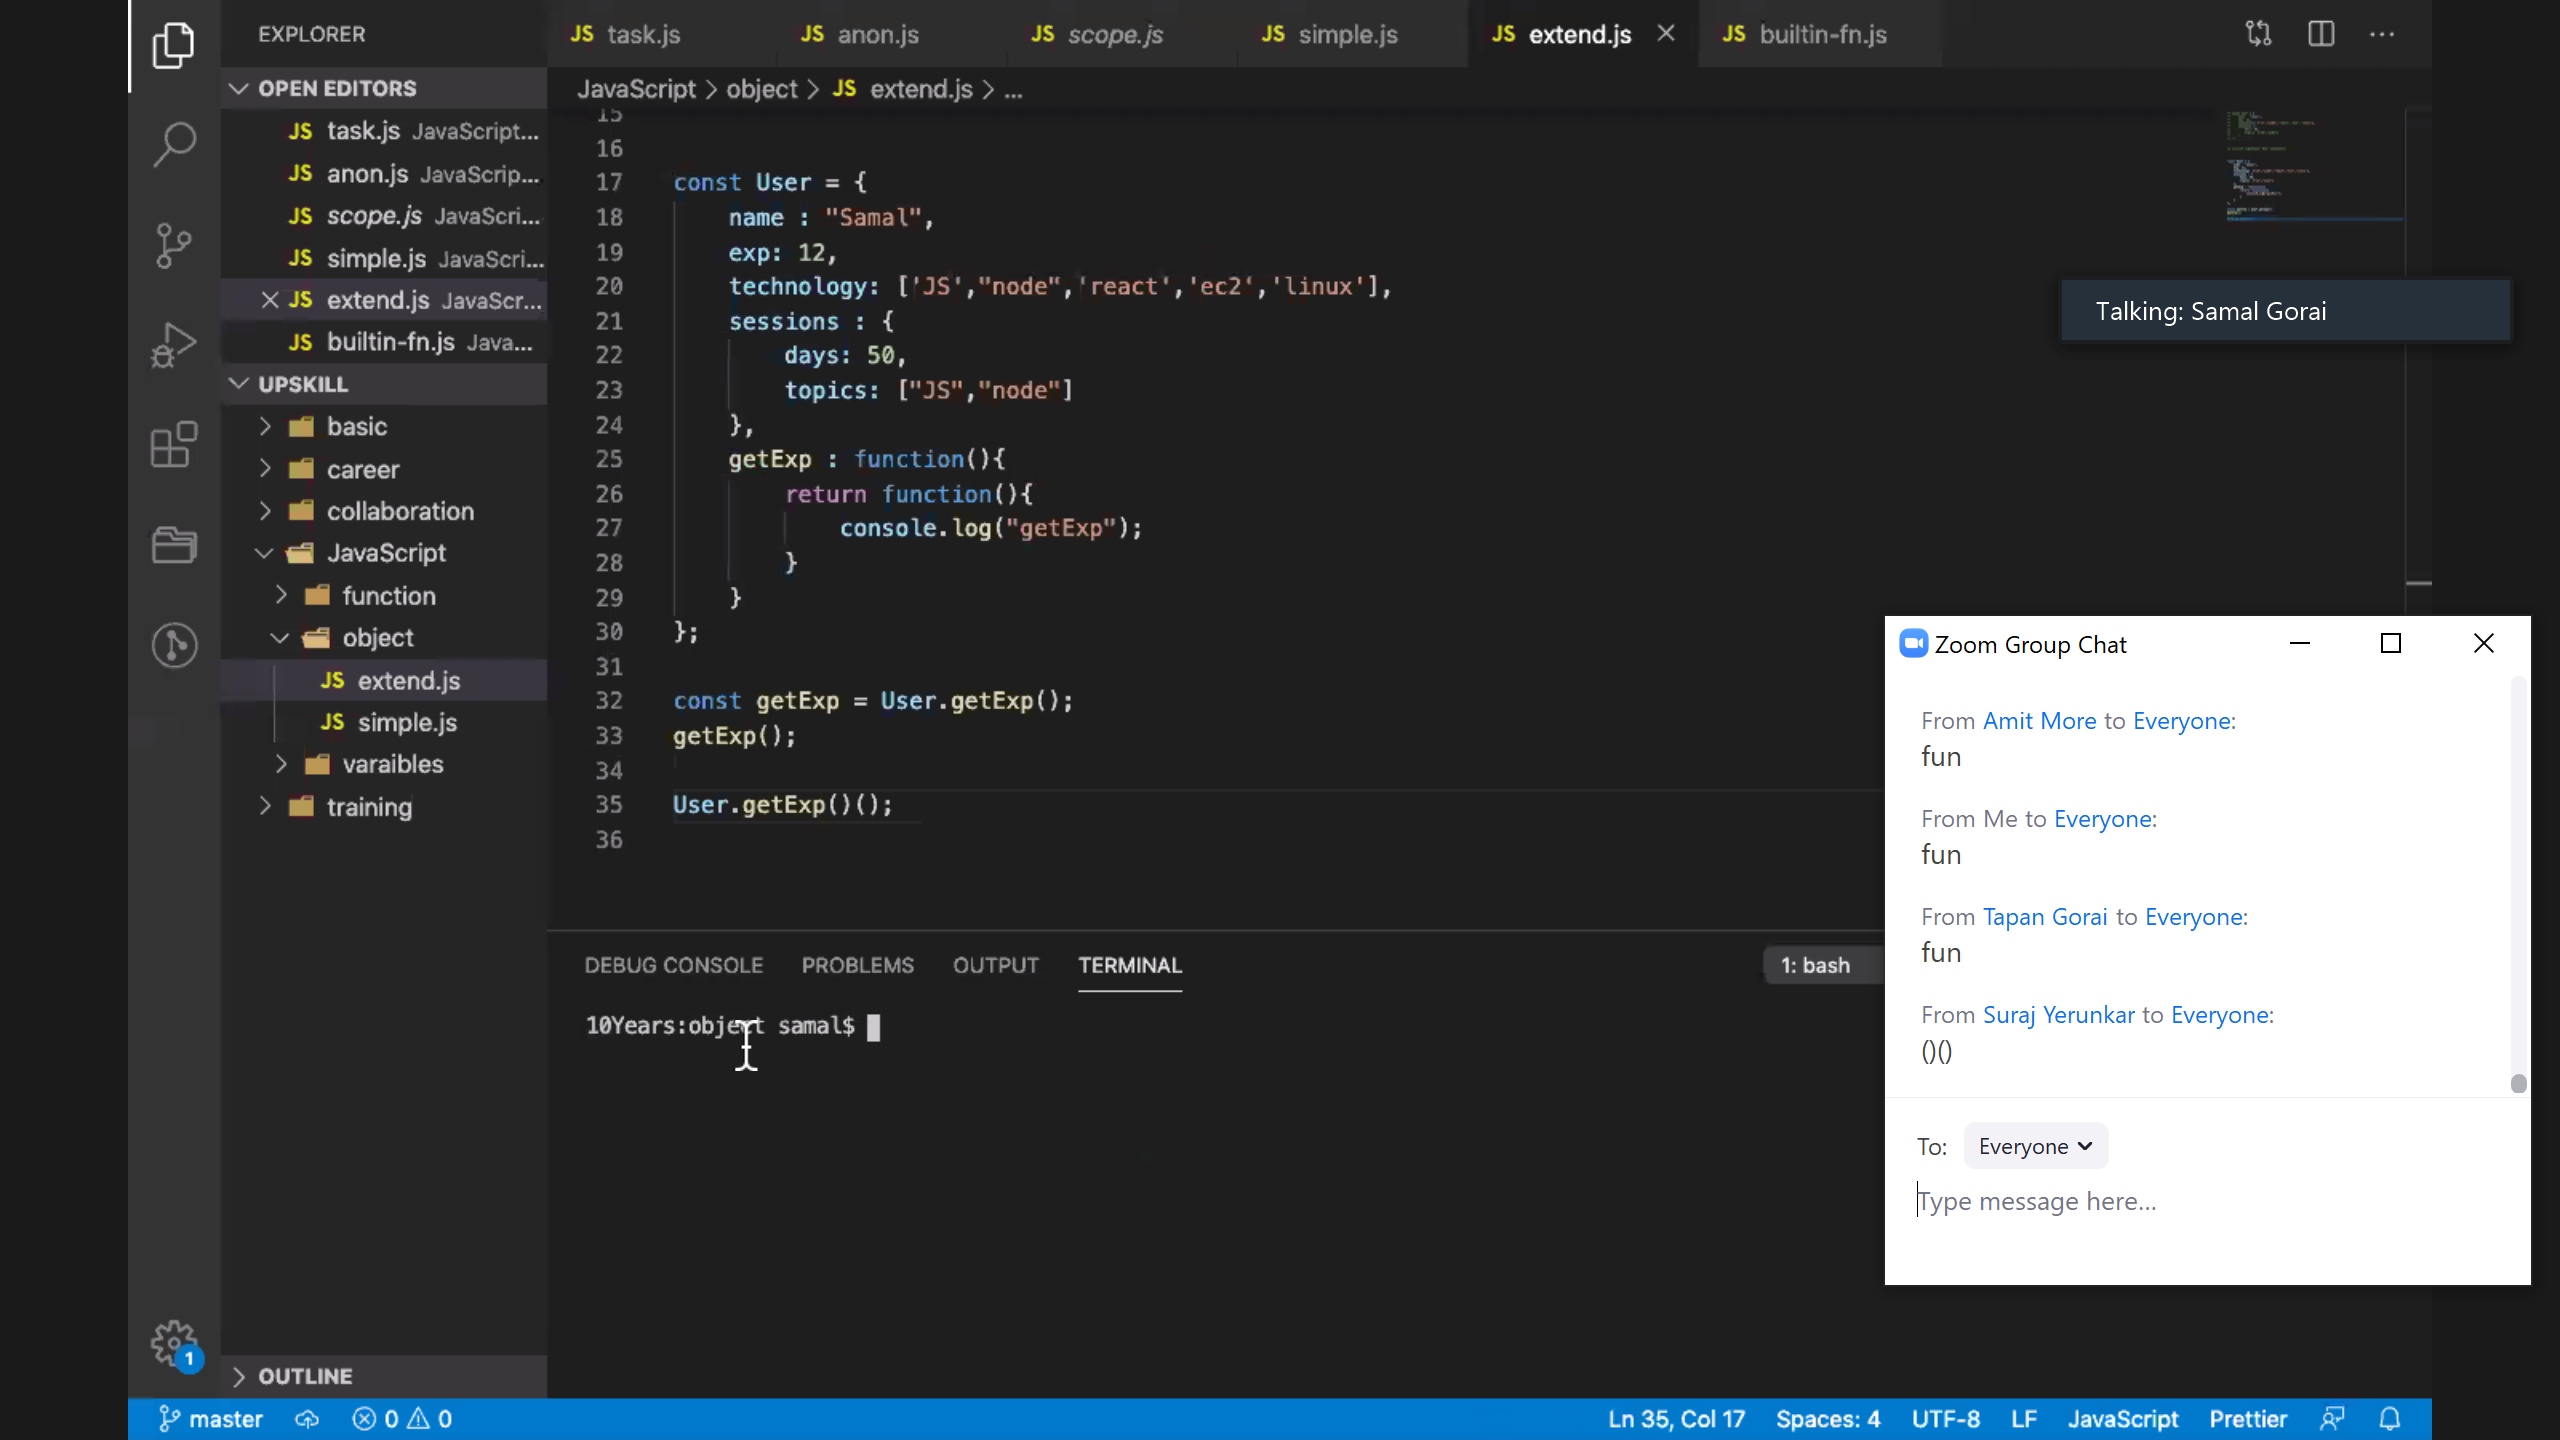 EXPLORER
JS task.js
JS anon.js
JS scope.js
JS simple.js
JS extend.js
JS builtin-fn.js
OPEN EDITORS
JS task.js JavaScript...
JS anon.js JavaScrip...
JS scope.js JavaScri...
JS simple.js JavaScri...
JS extend.js JavaScr...
JS builtin-fn.js Java...
UPSKILL
basic
career
collaboration
JavaScript
function
object
JS extend.js
JS simple.js
varaibles
training
OUTLINE
JavaScript > object > JS extend.js > ...
15
16
17 const User = {
18 name : "Samal",
19 exp: 12,
20 technology: ['JS',"node",'react','ec2','linux'],
21 sessions : {
22 days: 50,
23 topics: ["JS","node"]
24 },
25 getExp : function(){
26 return function(){
27 console.log("getExp");
28 }
29 }
30 };
31
32 const getExp = User.getExp();
33 getExp();
34
35 User.getExp()();
36
Talking: Samal Gorai
DEBUG CONSOLE PROBLEMS OUTPUT TERMINAL
1: bash
10Years:object samal$
Zoom Group Chat
From Amit More to Everyone:
fun
From Me to Everyone:
fun
From Tapan Gorai to Everyone:
fun
From Suraj Yerunkar to Everyone:
()()
To: Everyone
Type message here...
1
master 0 0
Ln 35, Col 17 Spaces: 4 UTF-8 LF JavaScript Prettier